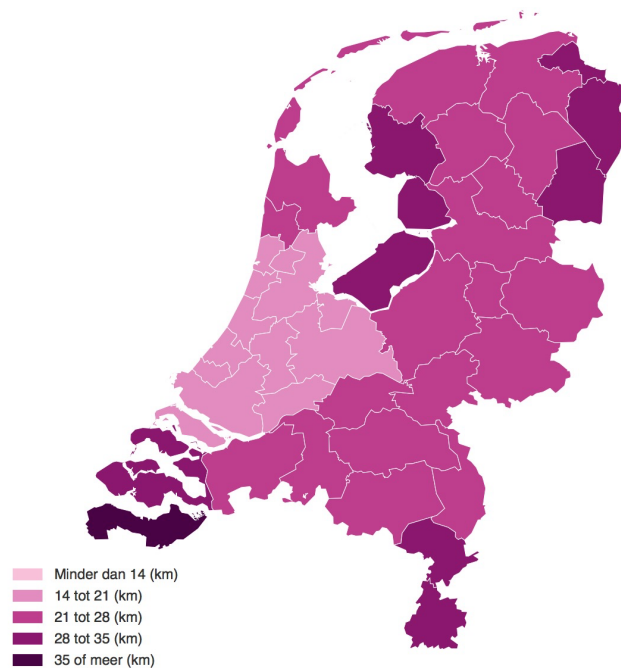 Minder dan 14 (km)
14 tot 21 (km)
21 tot 28 (km)
28 tot 35 (km)
35 of meer (km)